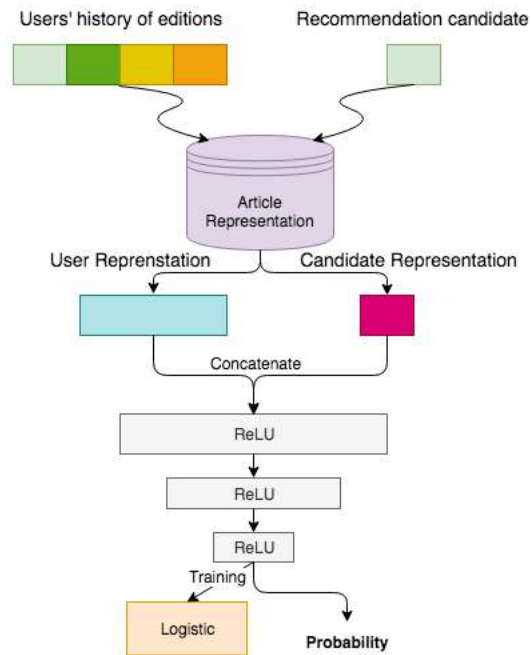 Users' history of editions
Recommendation candidate
Article
Representation
User Reprenstation
Candidate Representation
Concatenate
ReLU
ReLU
ReLU
Training
Logistic
Probability